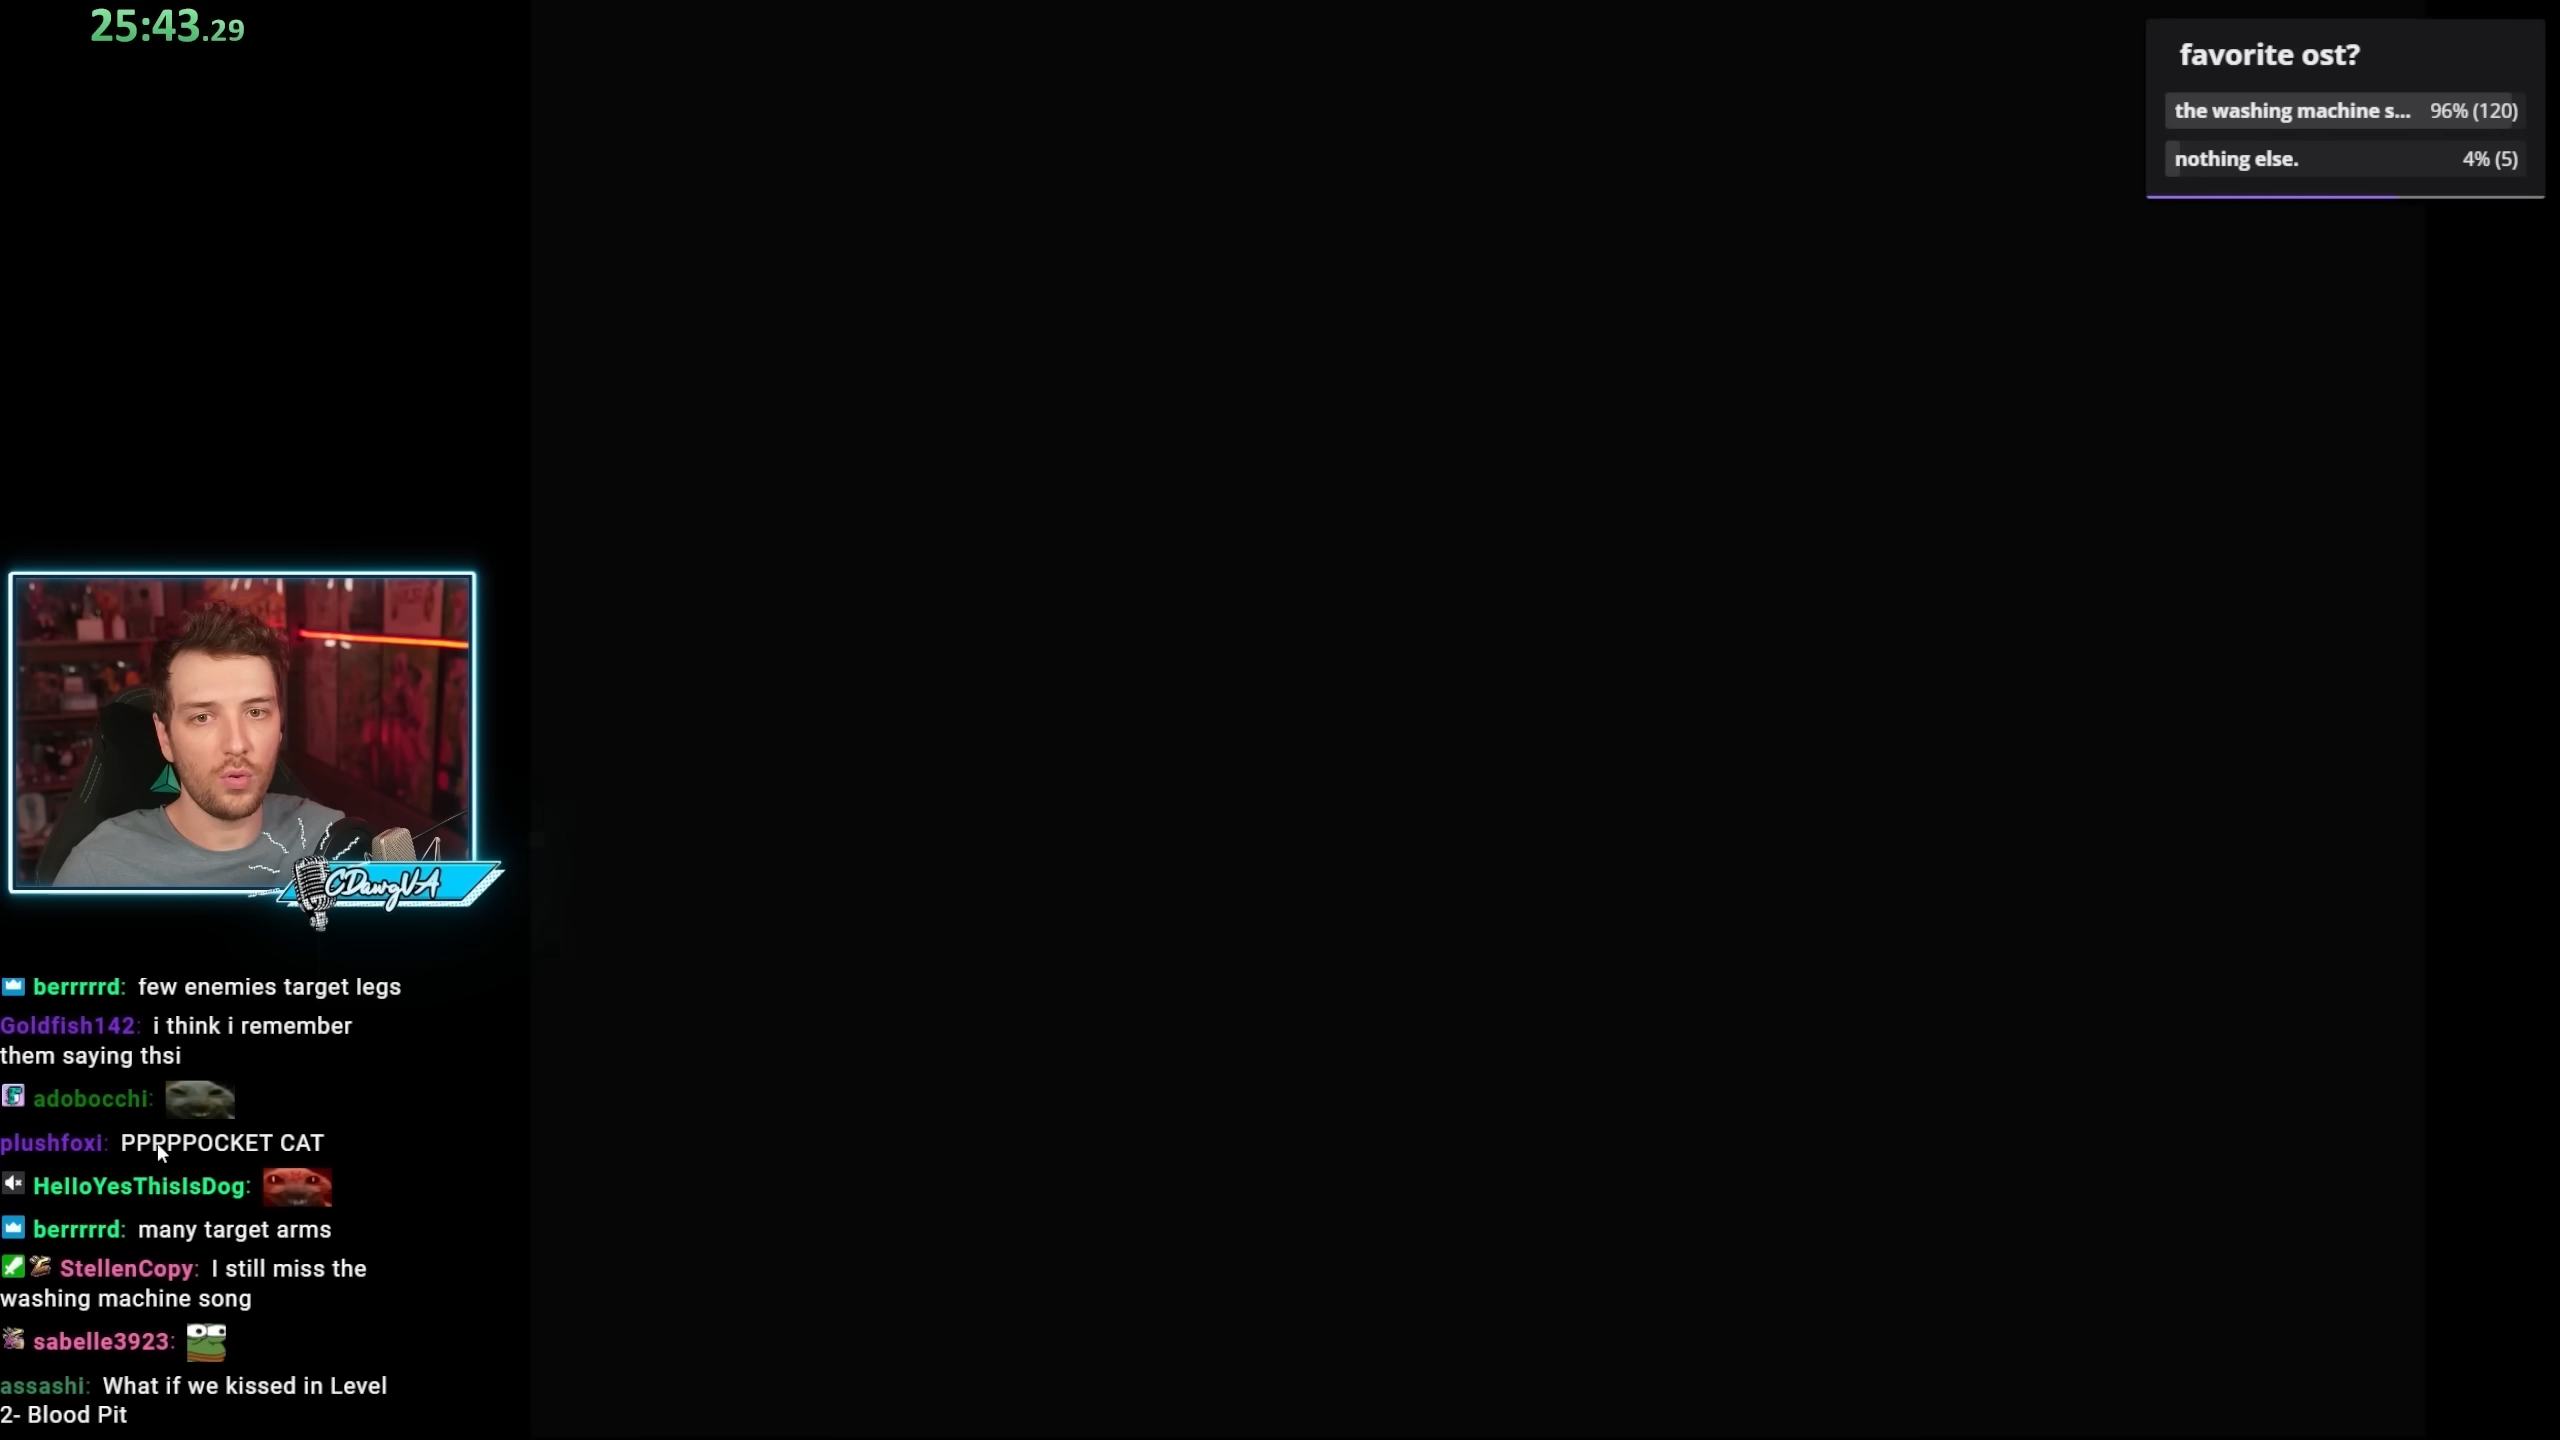 25:43.29
favorite ost?
the washing machine s... 96% (120)
nothing else. 4% (5)
CDawgVA
berrrrrd: few enemies target legs
Goldfish142: i think i remember
them saying thsi
adobocchi:
plushfoxi: PPPPPOCKET CAT
HelloYesThisIsDog:
berrrrrd: many target arms
StellenCopy: I still miss the
washing machine song
sabelle3923:
assashi: What if we kissed in Level
2- Blood Pit